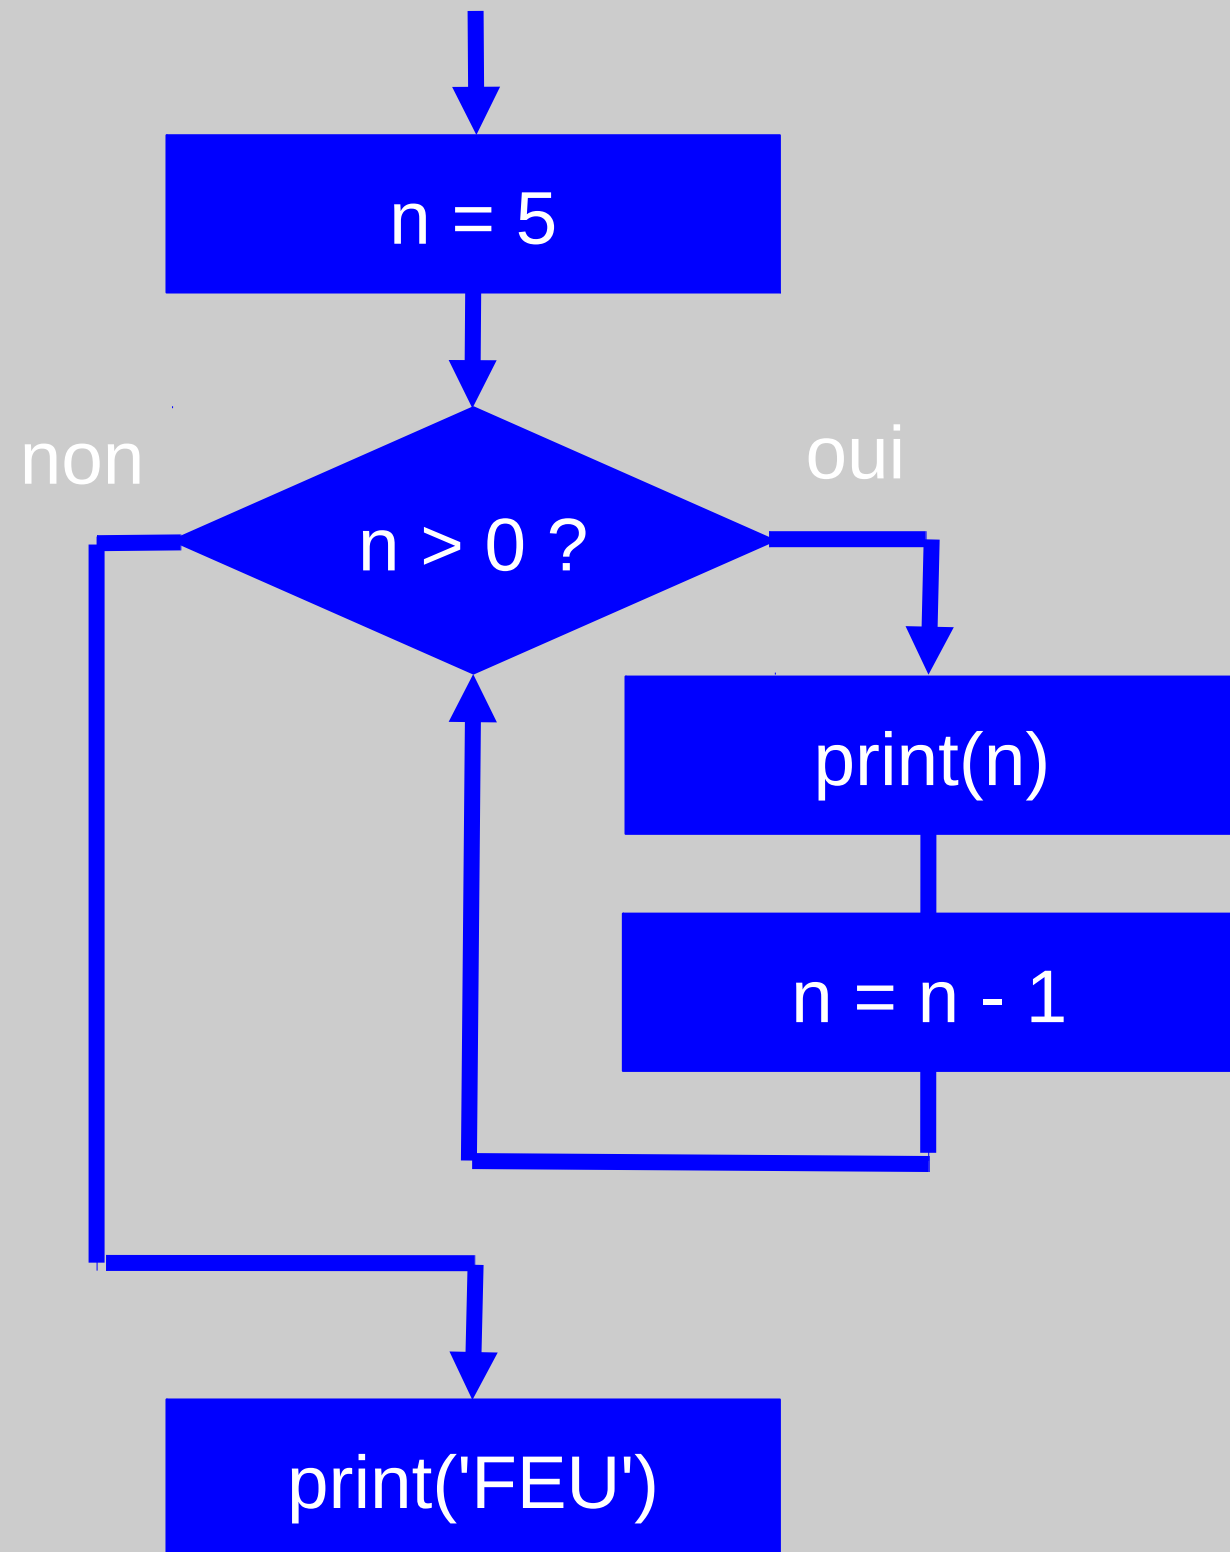 n = 5
non
oui
n > 0 ?
print(n)
n = n - 1
print('FEU')